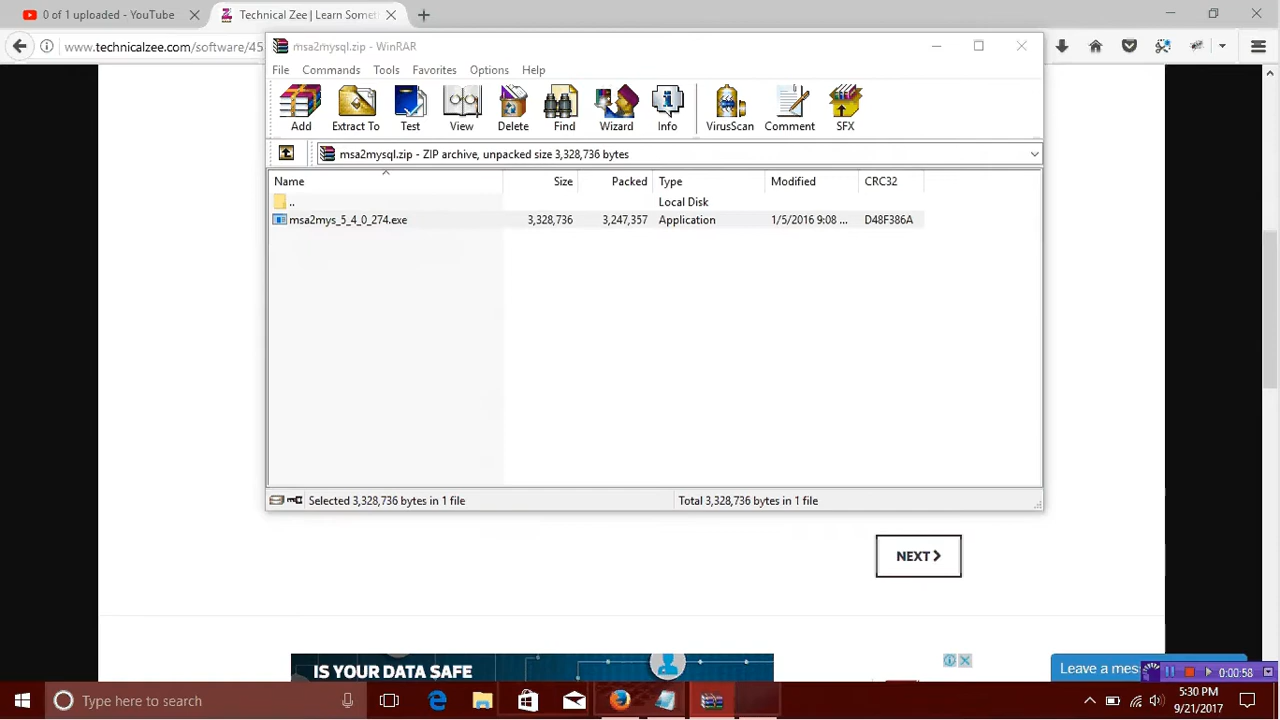 0 of 1 uploaded - YouTube
Technical Zee | Learn Somet
www.technicalzee.com/software/45
msa2mysql.zip - WinRAR
File Commands Tools Favorites Options Help
Add Extract To Test View Delete Find Wizard Info VirusScan Comment SFX
msa2mysql.zip - ZIP archive, unpacked size 3,328,736 bytes
Name Size Packed Type Modified CRC32
.. Local Disk
msa2mys_5_4_0_274.exe 3,328,736 3,247,357 Application 1/5/2016 9:08 ... D48F386A
Selected 3,328,736 bytes in 1 file
Total 3,328,736 bytes in 1 file
NEXT
IS YOUR DATA SAFE
Leave a mes
0:00:58
Type here to search
5:30 PM
9/21/2017